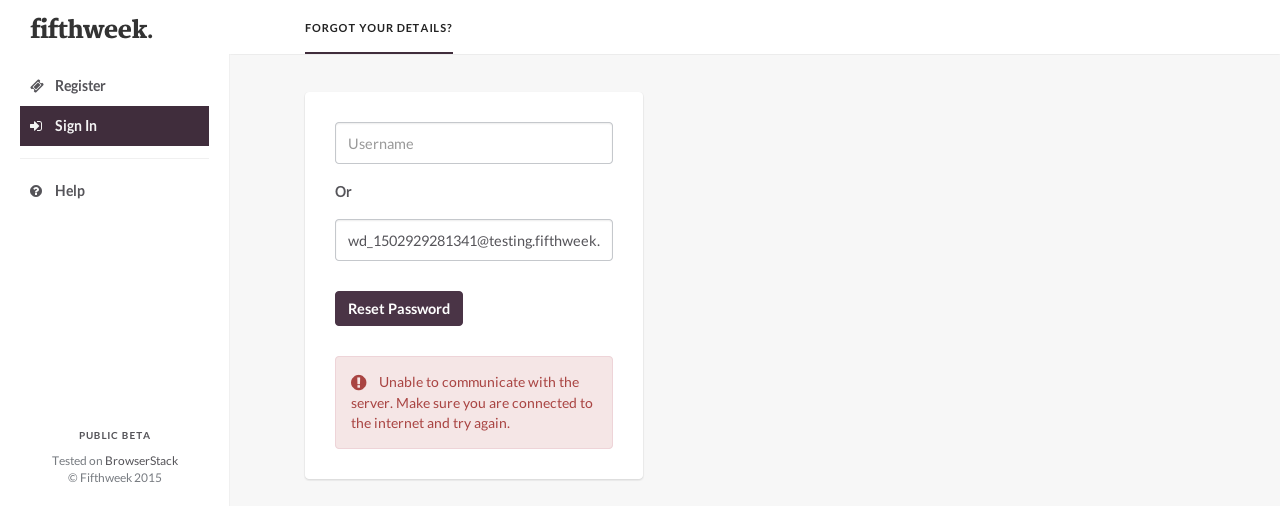 fifthweek.
Register
Sign In
Help
PUBLIC BETA
Tested on BrowserStack
© Fifthweek 2015
FORGOT YOUR DETAILS?
Username
Or
wd_1502929281341@testing.fifthweek.
Reset Password
Unable to communicate with the
server. Make sure you are connected to
the internet and try again.